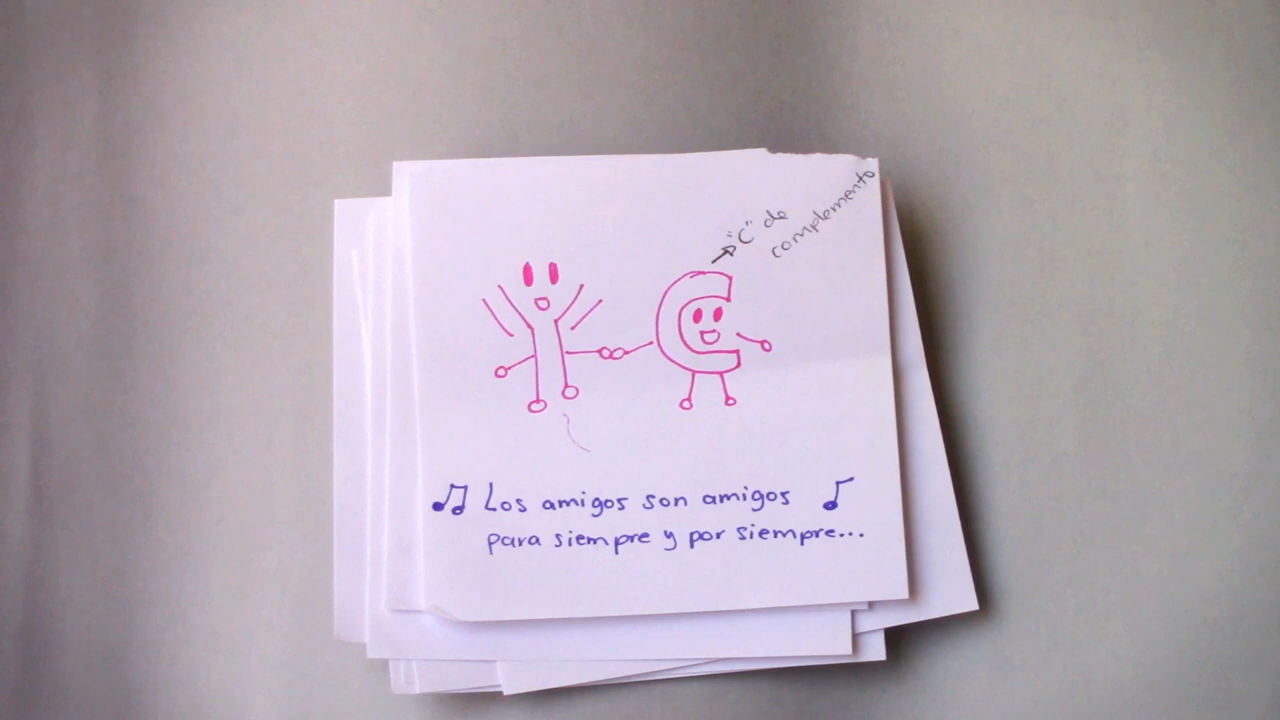 "C" de
complemento
♫ Los amigos son amigos ♪
para siempre y por siempre...